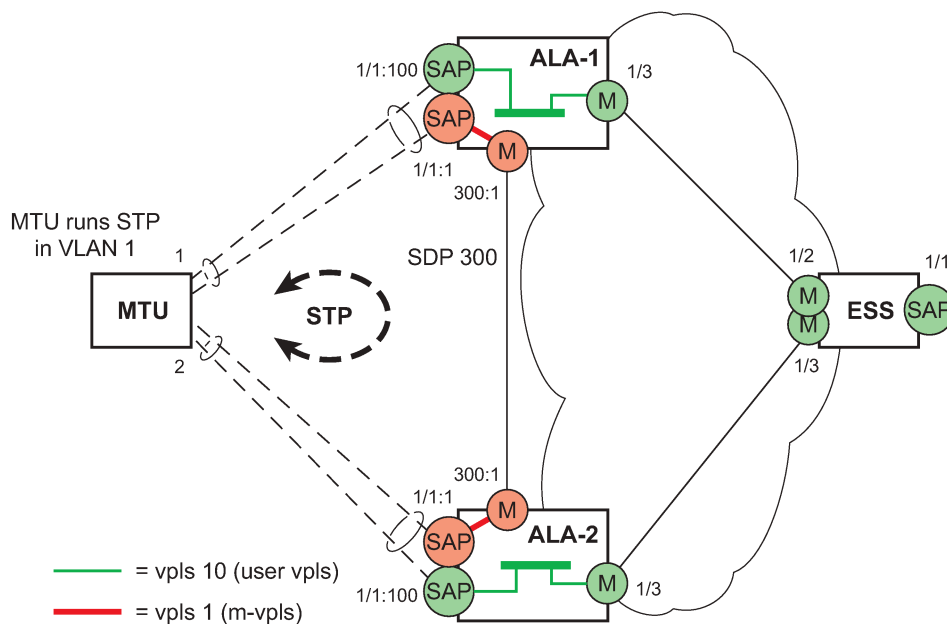 ALA-1
1/1:100
SAP
M
1/3
SAP
1/1:1
M
300:1
SDP 300
MTU runs STP
in VLAN 1
1
MTU
2
STP
1/2
M
M
1/3
ESS
1/1
SAP
300:1
1/1:1
M
SAP
ALA-2
SAP
1/1:100
M
1/3
= vpls 10 (user vpls)
= vpls 1 (m-vpls)